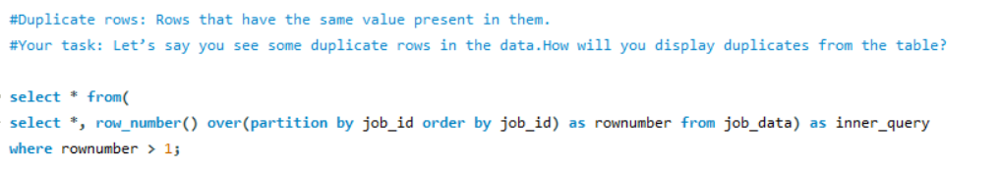 #Duplicate rows: Rows that have the same value present in them.
#Your task: Let’s say you see some duplicate rows in the data.How will you display duplicates from the table?
select * from(
select *, row_number() over(partition by job_id order by job_id) as rownumber from job_data) as inner_query
where rownumber > 1;